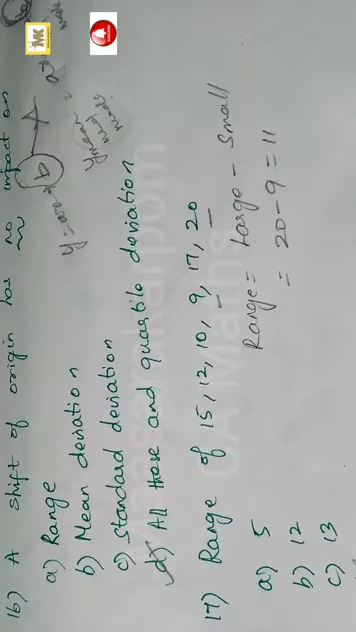 16) A shift of origin has no impact on
a) Range
b) Mean deviation
c) Standard deviation
d) All these and quartile deviation
17) Range of 15, 12, 10, 9, 17, 20
Range = Large - Small
= 20 - 9 = 11
a) 5
b) 12
c) 13
MK